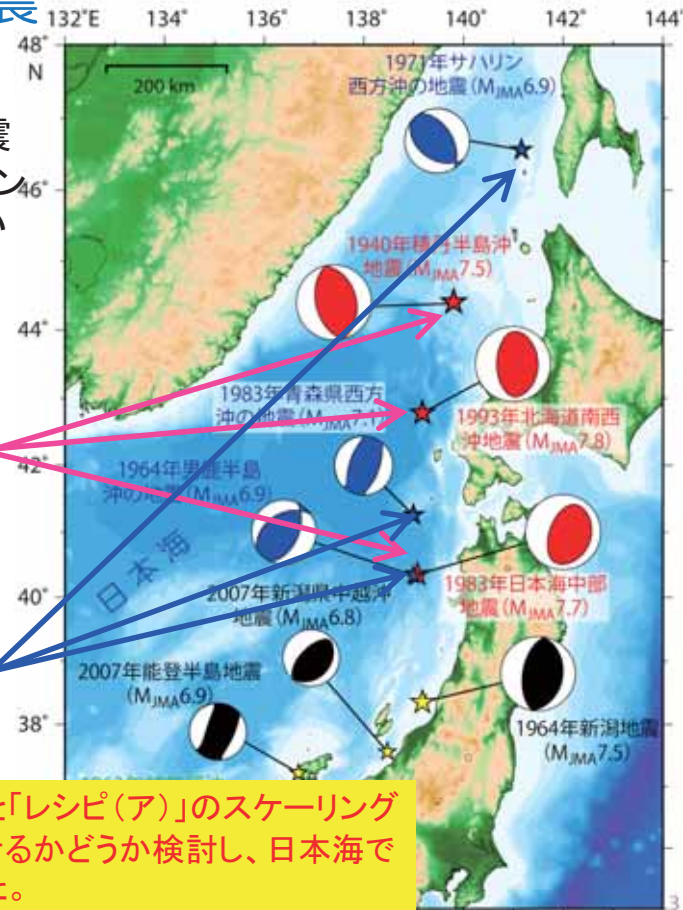 長
132°E 134° 136° 138° 140° 142° 144°
48°
N
200 km
1971年サハリン
西方沖の地震(MJMA6.9)
震
ン
い
46°
1940年積丹半島沖
地震(MJMA7.5)
44°
1983年青森県西方
沖の地震(MJMA7.1)
1993年北海道南西
沖地震(MJMA7.8)
42°
1964年男鹿半島
沖の地震(MJMA6.9)
日本海
40°
2007年新潟県中越沖
地震(MJMA6.8)
1983年日本海中部
地震(MJMA7.7)
2007年能登半島地震
(MJMA6.9)
38°
1964年新潟地震
(MJMA7.5)
と「レシピ(ア)」のスケーリング
るかどうか検討し、日本海で
た。
3